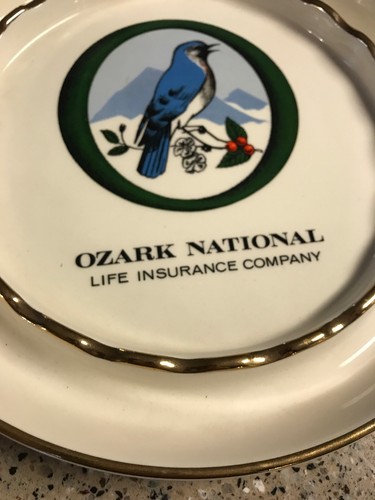 OZARK NATIONAL
LIFE INSURANCE COMPANY